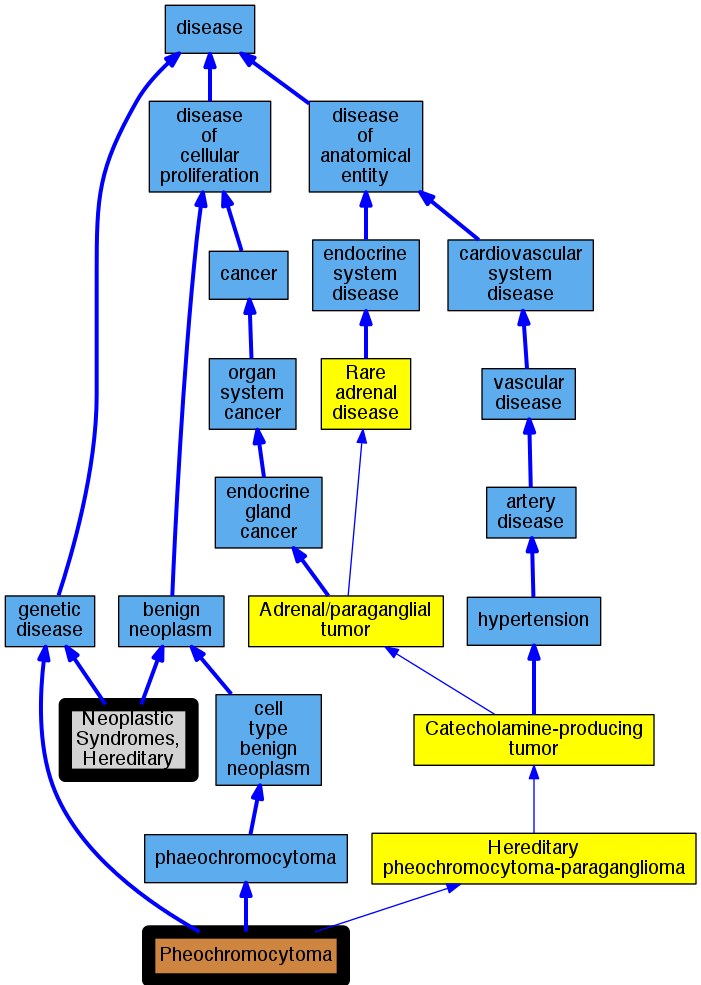 disease
disease
of
cellular
proliferation
disease
of
anatomical
entity
cancer
endocrine
system
disease
cardiovascular
system
disease
organ
system
cancer
Rare
adrenal
disease
vascular
disease
endocrine
gland
cancer
artery
disease
genetic
disease
benign
neoplasm
Adrenal/paraganglial
tumor
hypertension
Neoplastic
Syndromes,
Hereditary
cell
type
benign
neoplasm
Catecholamine-producing
tumor
phaeochromocytoma
Hereditary
pheochromocytoma-paraganglioma
Pheochromocytoma